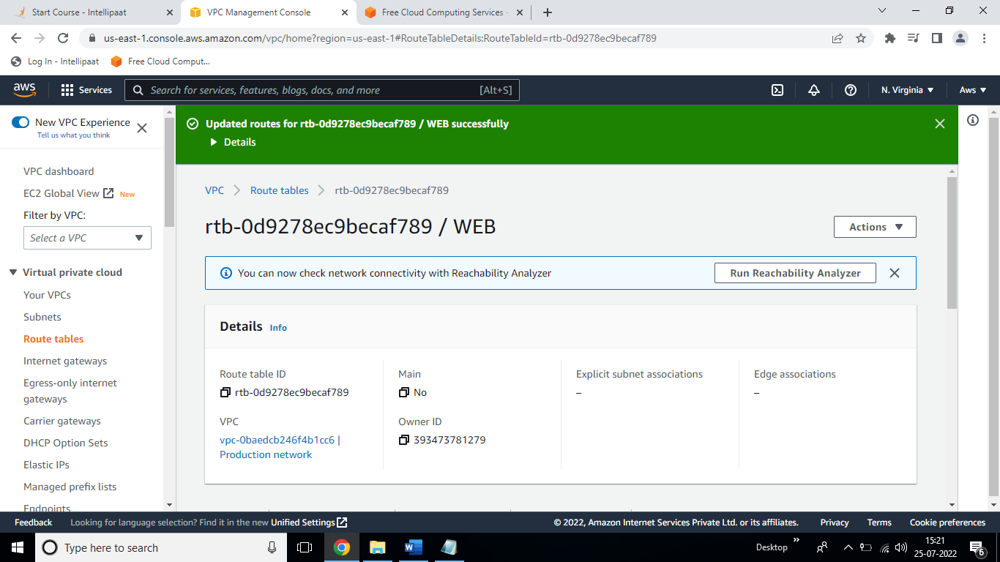 Start Course - Intellipaat
VPC Management Console
Free Cloud Computing Services -
us-east-1.console.aws.amazon.com/vpc/home?region=us-east-1#RouteTableDetails:RouteTableId=rtb-0d9278ec9becaf789
Log In - Intellipaat
Free Cloud Comput...
aws
Services
Search for services, features, blogs, docs, and more
[Alt+S]
N. Virginia
Aws
New VPC Experience
Tell us what you think
VPC dashboard
EC2 Global View
New
Filter by VPC:
Select a VPC
Virtual private cloud
Your VPCs
Subnets
Route tables
Internet gateways
Egress-only internet
gateways
Carrier gateways
DHCP Option Sets
Elastic IPs
Managed prefix lists
Endpoints
Updated routes for rtb-0d9278ec9becaf789 / WEB successfully
Details
VPC
Route tables
rtb-0d9278ec9becaf789
rtb-0d9278ec9becaf789 / WEB
Actions
You can now check network connectivity with Reachability Analyzer
Run Reachability Analyzer
Details
Info
Route table ID
rtb-0d9278ec9becaf789
Main
No
Explicit subnet associations
–
Edge associations
–
VPC
vpc-0baedcb246f4b1cc6 |
Production network
Owner ID
393473781279
Feedback
Looking for language selection? Find it in the new Unified Settings
© 2022, Amazon Internet Services Private Ltd. or its affiliates.
Privacy
Terms
Cookie preferences
Type here to search
Desktop
15:21
25-07-2022
6